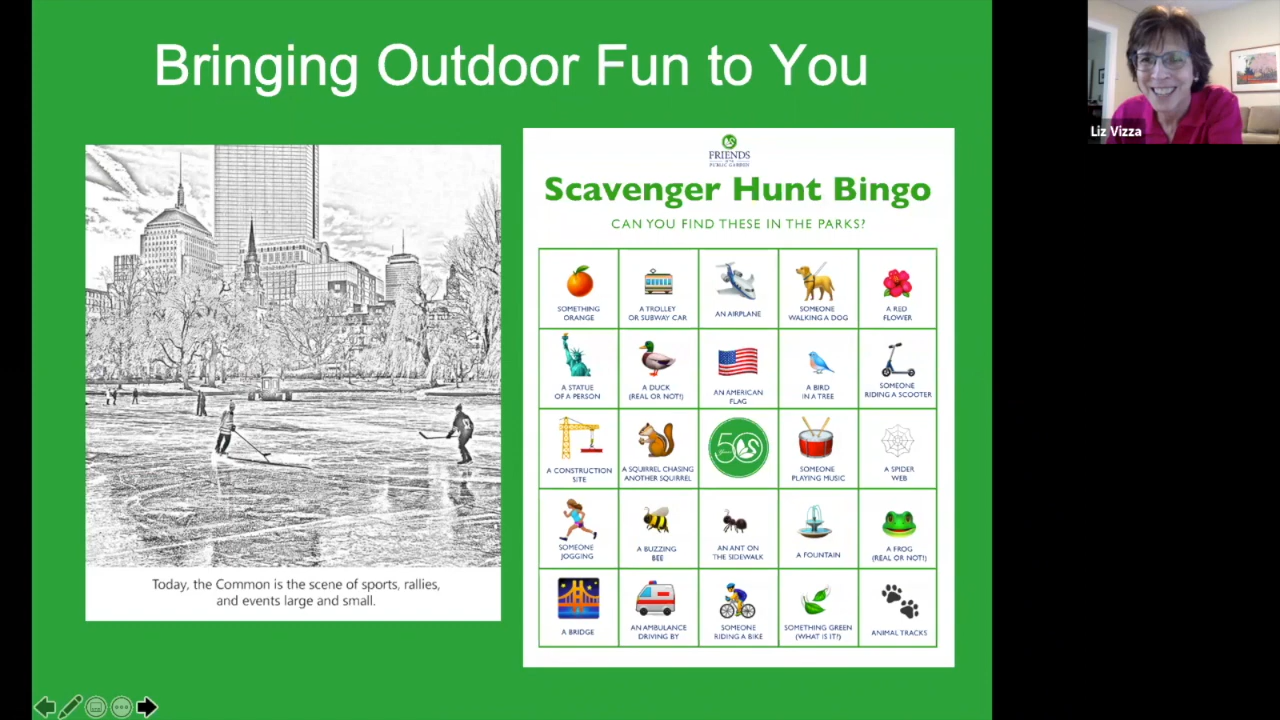 Bringing Outdoor Fun to You
Liz Vizza
Today, the Common is the scene of sports, rallies,
and events large and small.
FRIENDS
OF THE
PUBLIC GARDEN
Scavenger Hunt Bingo
CAN YOU FIND THESE IN THE PARKS?
SOMETHING
ORANGE
A TROLLEY
OR SUBWAY CAR
AN AIRPLANE
SOMEONE
WALKING A DOG
A RED
FLOWER
A STATUE
OF A PERSON
A DUCK
(REAL OR NOT!)
AN AMERICAN
FLAG
A BIRD
IN A TREE
SOMEONE
RIDING A SCOOTER
A CONSTRUCTION
SITE
A SQUIRREL CHASING
ANOTHER SQUIRREL
50
SOMEONE
PLAYING MUSIC
A SPIDER
WEB
SOMEONE
JOGGING
A BUZZING
BEE
AN ANT ON
THE SIDEWALK
A FOUNTAIN
A FROG
(REAL OR NOT!)
A BRIDGE
AN AMBULANCE
DRIVING BY
SOMEONE
RIDING A BIKE
SOMETHING GREEN
(WHAT IS IT?)
ANIMAL TRACKS